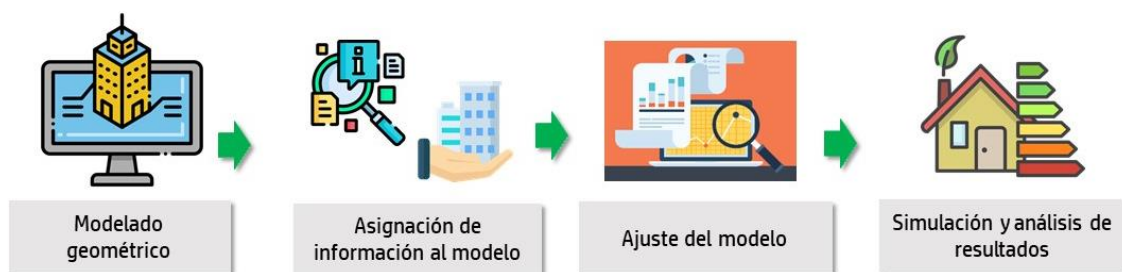 Modelado
geométrico
Asignación de
información al modelo
Ajuste del modelo
Simulación y análisis de
resultados